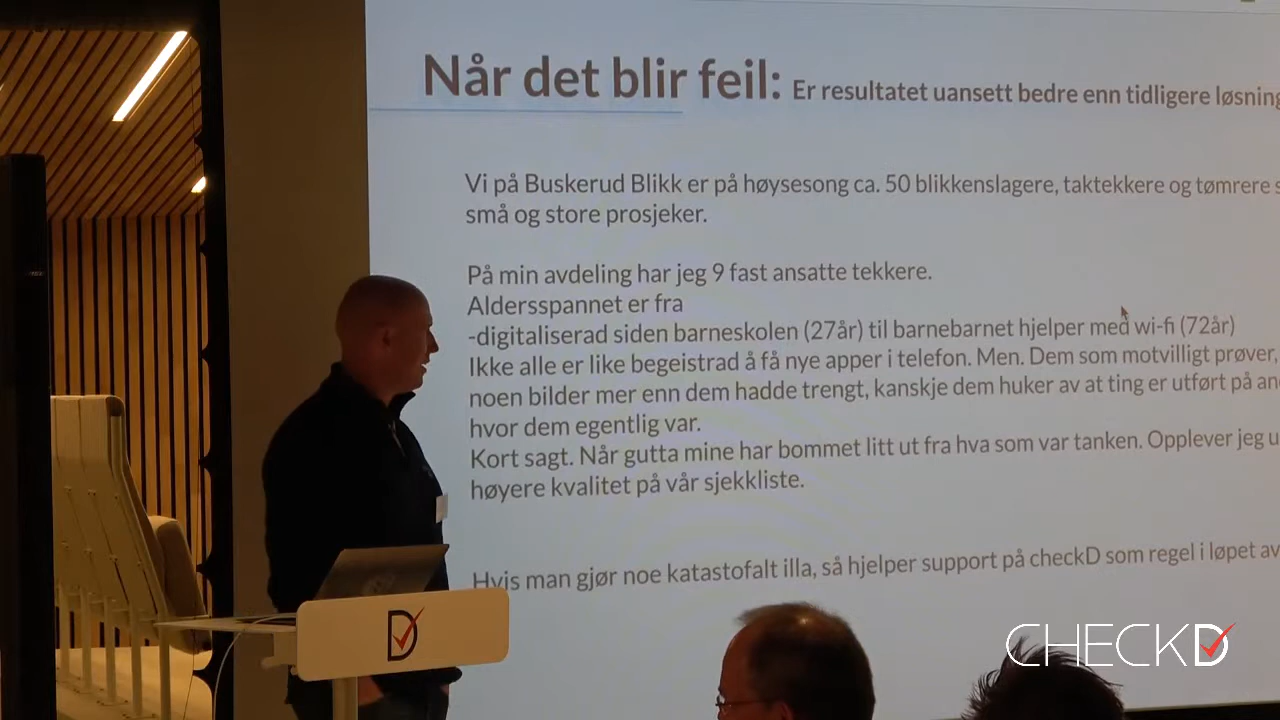 Når det blir feil: Er resultatet uansett bedre enn tidligere løsning
Vi på Buskerud Blikk er på høysesong ca. 50 blikkenslagere, taktekkere og tømrere
små og store prosjeker.
På min avdeling har jeg 9 fast ansatte tekkere.
Aldersspannet er fra
-digitaliserad siden barneskolen (27år) til barnebarnet hjelper med wi-fi (72år)
Ikke alle er like begeistrad å få nye apper i telefon. Men. Dem som motvilligt prøver,
noen bilder mer enn dem hadde trengt, kanskje dem huker av at ting er utført på
hvor dem egentlig var.
Kort sagt. Når gutta mine har bommet litt ut fra hva som var tanken. Opplever jeg
høyere kvalitet på vår sjekkliste.
Hvis man gjør noe katastofalt illa, så hjelper support på checkD som regel i løpet av
D
CHECKD